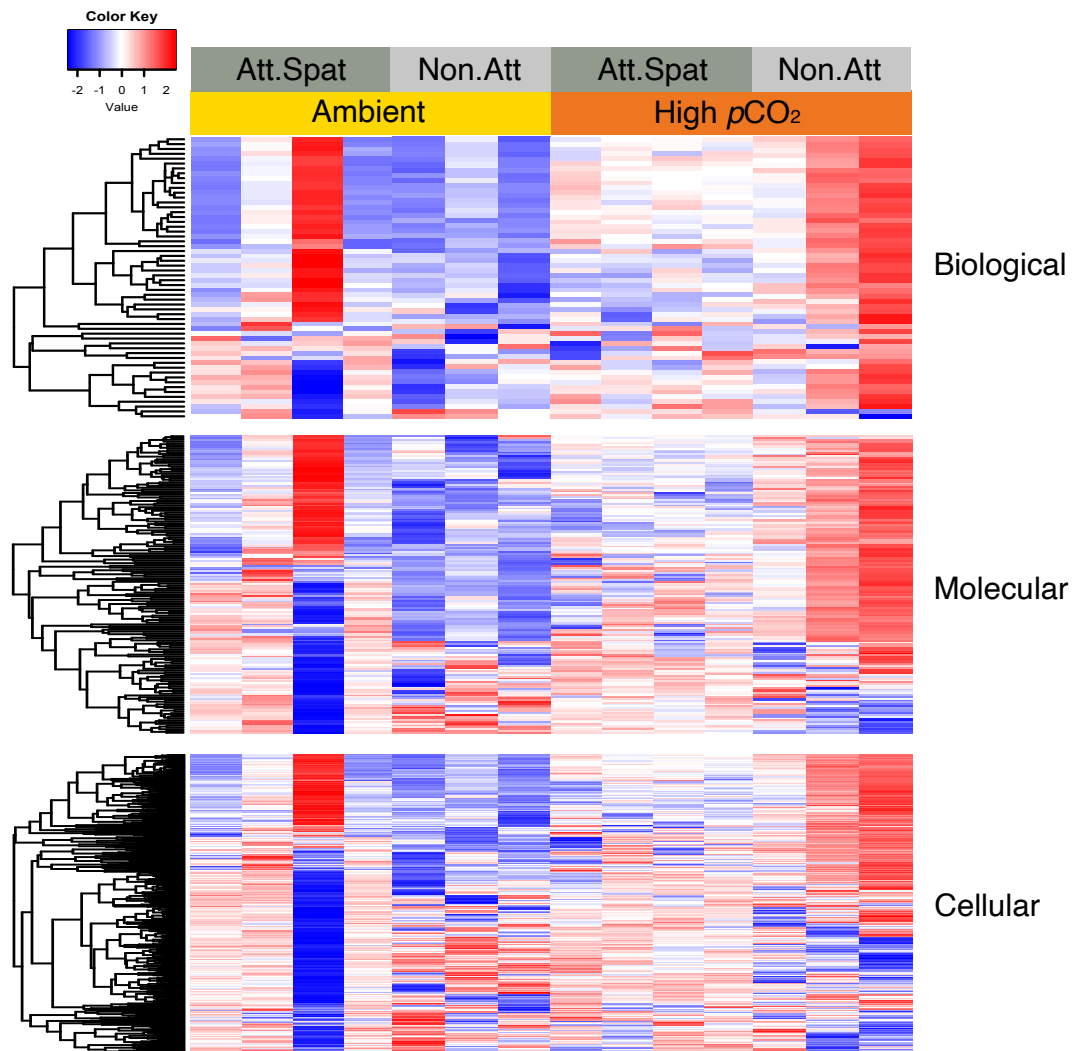 Color Key
-2 -1 0 1 2
Value
Att.Spat Non.Att Att.Spat Non.Att
Ambient High pCO₂
Biological
Molecular
Cellular